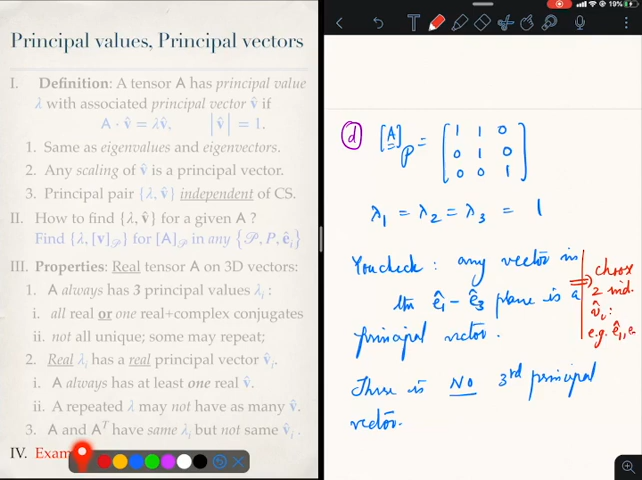 19%
T
Principal values, Principal vectors
I. Definition: A tensor A has principal value
λ with associated principal vector v̂ if
A · v̂ = λv̂, |v̂| = 1.
1. Same as eigenvalues and eigenvectors.
2. Any scaling of v̂ is a principal vector.
3. Principal pair {λ, v̂} independent of CS.
II. How to find {λ, v̂} for a given A ?
Find {λ, [v]𝒫} for [A]𝒫 in any {𝒫, P, êᵢ}
III. Properties: Real tensor A on 3D vectors:
1. A always has 3 principal values λᵢ:
i. all real or one real+complex conjugates
ii. not all unique; some may repeat;
2. Real λᵢ has a real principal vector v̂ᵢ.
i. A always has at least one real v̂.
ii. A repeated λ may not have as many v̂.
3. A and Aᵀ have same λᵢ but not same v̂ᵢ.
IV. Exam
d [A]P = [1 1 0
0 1 0
0 0 1]
λ₁ = λ₂ = λ₃ = 1
You check : any vector in
the ê₁ - ê₃ plane is a
principal vector.
⇒ choose
2 ind.
v̂ᵢ:
e.g. ê₁, e
There is NO 3rd principal
vector.